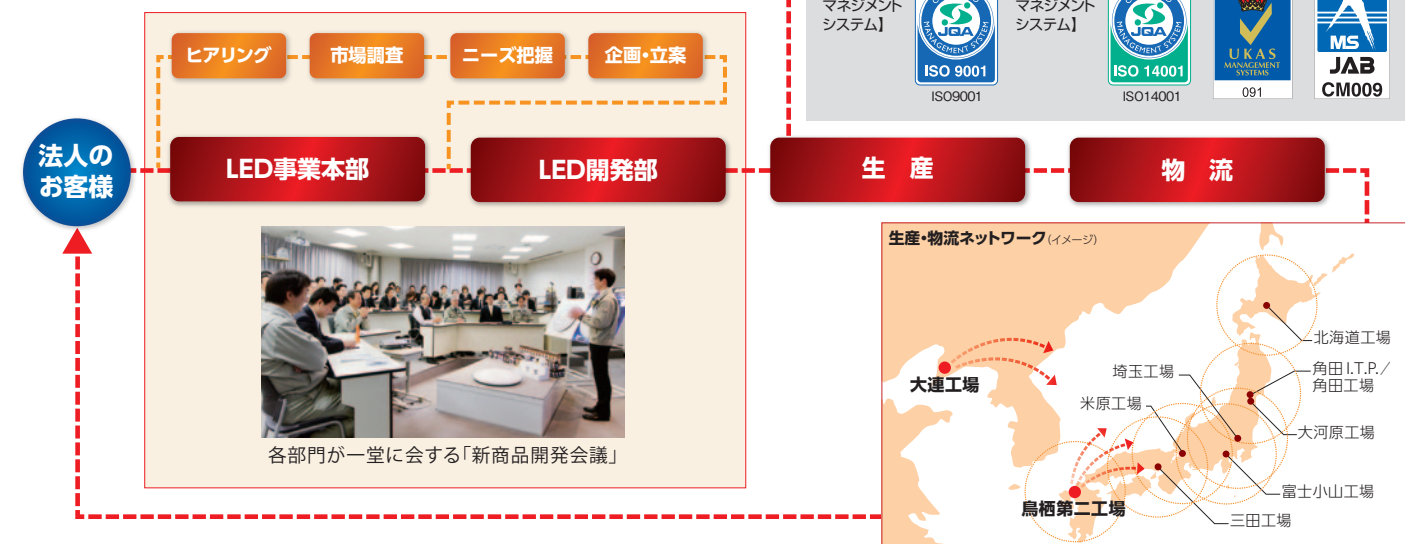 マネジメント
システム】
マネジメント
システム】
JQA
MANAGEMENT SYSTEM
ISO 9001
ISO9001
JQA
MANAGEMENT SYSTEM
ISO 14001
ISO14001
UKAS
MANAGEMENT
SYSTEMS
091
MS
JAB
CM009
ヒアリング
市場調査
ニーズ把握
企画・立案
法人の
お客様
LED事業本部
LED開発部
生 産
物 流
各部門が一堂に会する「新商品開発会議」
生産・物流ネットワーク(イメージ)
北海道工場
角田 I.T.P./
角田工場
埼玉工場
大連工場
米原工場
大河原工場
富士小山工場
鳥栖第二工場
三田工場